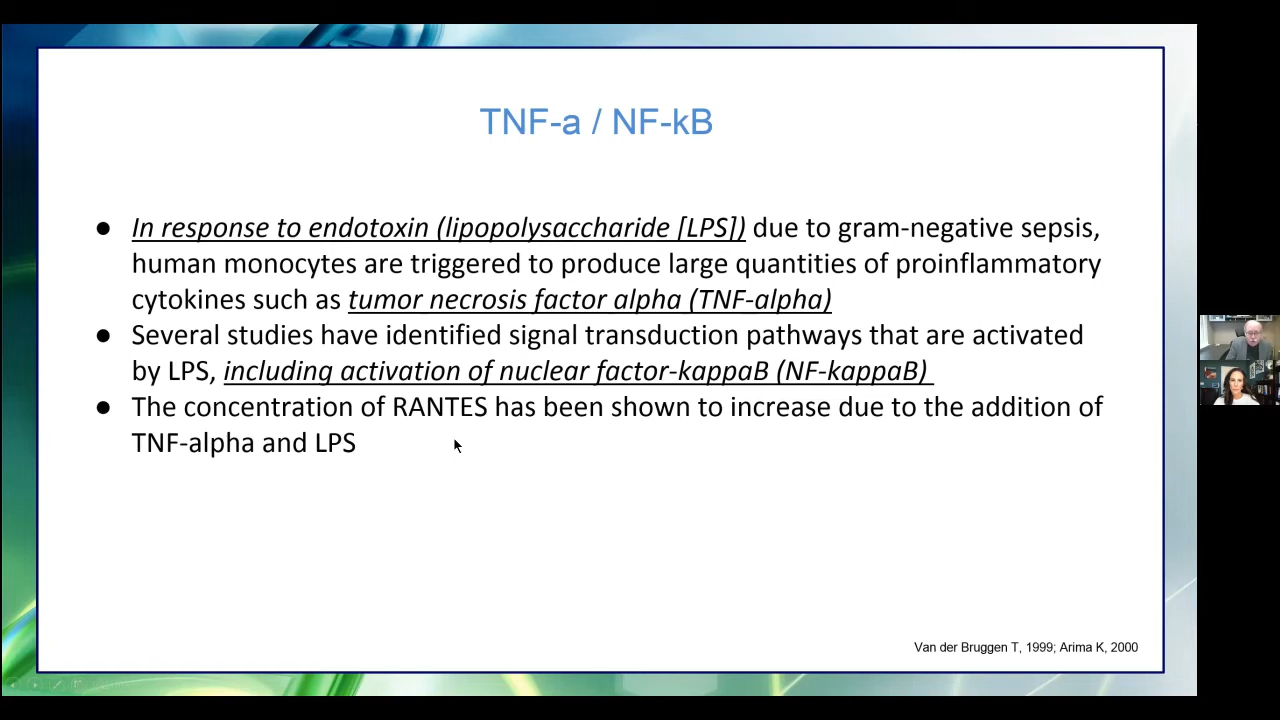 TNF-a / NF-kB
● In response to endotoxin (lipopolysaccharide [LPS]) due to gram-negative sepsis,
human monocytes are triggered to produce large quantities of proinflammatory
cytokines such as tumor necrosis factor alpha (TNF-alpha)
● Several studies have identified signal transduction pathways that are activated
by LPS, including activation of nuclear factor-kappaB (NF-kappaB)
● The concentration of RANTES has been shown to increase due to the addition of
TNF-alpha and LPS
Van der Bruggen T, 1999; Arima K, 2000